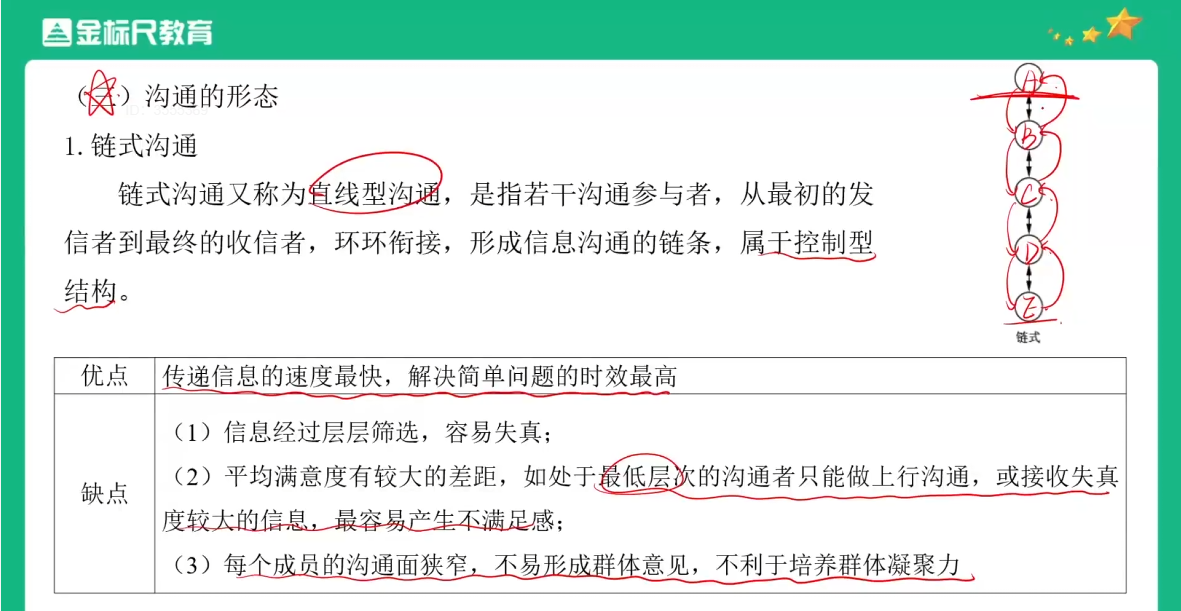 金标尺教育
（三）沟通的形态
1. 链式沟通
链式沟通又称为直线型沟通，是指若干沟通参与者，从最初的发
信者到最终的收信者，环环衔接，形成信息沟通的链条，属于控制型
结构。
A
B
C
D
E
链式
优点 传递信息的速度最快，解决简单问题的时效最高
缺点
（1）信息经过层层筛选，容易失真；
（2）平均满意度有较大的差距，如处于最低层次的沟通者只能做上行沟通，或接收失真
度较大的信息，最容易产生不满足感；
（3）每个成员的沟通面狭窄，不易形成群体意见，不利于培养群体凝聚力